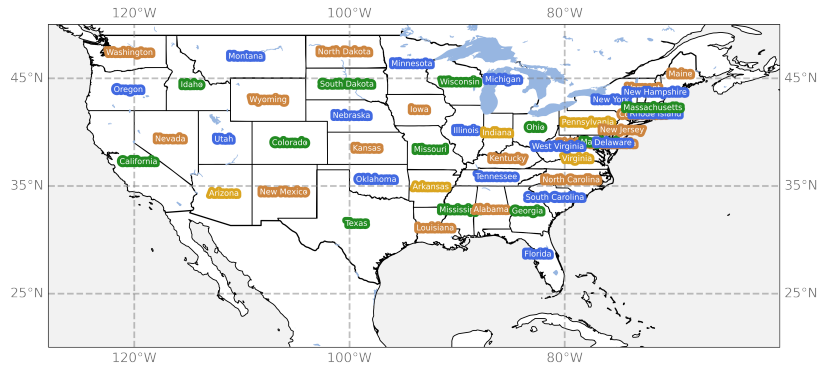 120°W 100°W 80°W
Washington
Montana
North Dakota
Minnesota
Maine
45°N
45°N
Oregon
Idaho
South Dakota
Wisconsin
Michigan
New Hampshire
Wyoming
New York
Massachusetts
Iowa
Nebraska
Rhode Island
Pennsylvania
Nevada
Utah
Colorado
Kansas
Missouri
Illinois
Indiana
Ohio
New Jersey
West Virginia
Delaware
California
Kentucky
Virginia
35°N
35°N
Arizona
New Mexico
Oklahoma
Arkansas
Tennessee
North Carolina
South Carolina
Texas
Louisiana
Mississip
Alabama
Georgia
Florida
25°N
25°N
120°W 100°W 80°W